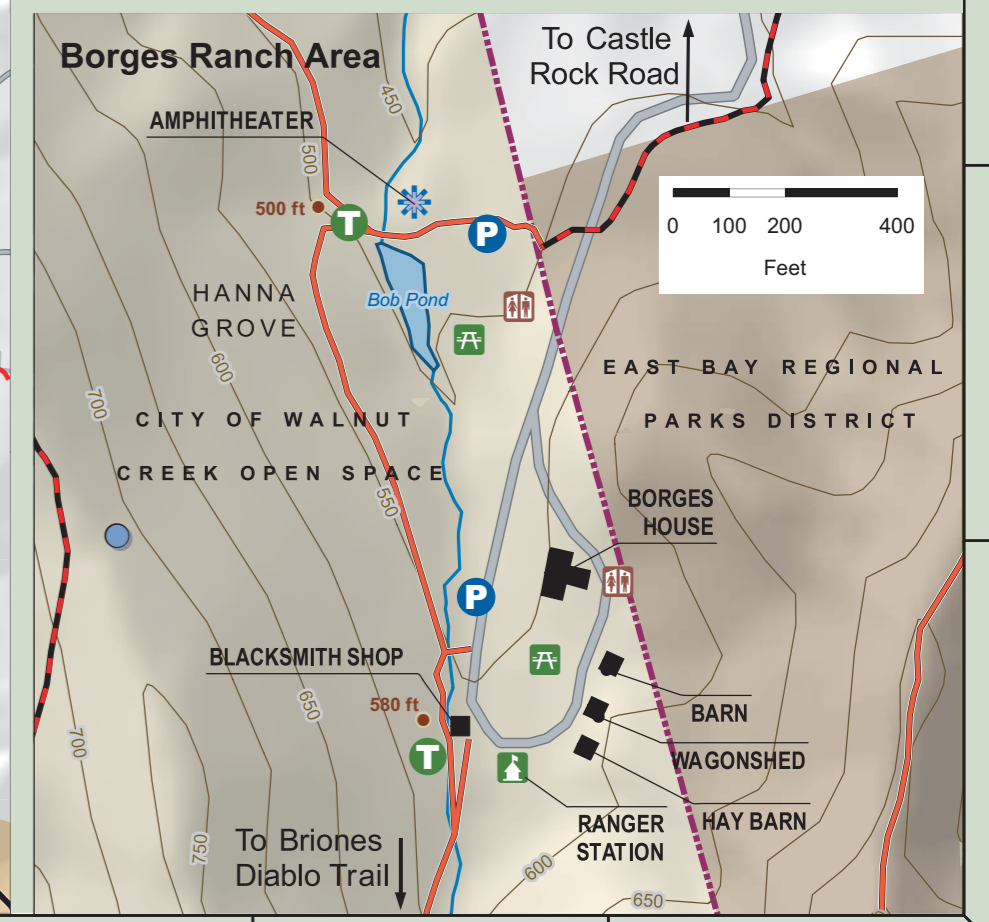 Borges Ranch Area
To Castle
Rock Road
450
AMPHITHEATER
500
500 ft
T
P
0 100 200 400
Feet
HANNA
GROVE
Bob Pond
600
700
EAST BAY REGIONAL
PARKS DISTRICT
CITY OF WALNUT
CREEK OPEN SPACE
550
BORGES
HOUSE
P
BLACKSMITH SHOP
650
580 ft
700
T
BARN
WAGONSHED
HAY BARN
RANGER
STATION
750
To Briones
Diablo Trail
600
650